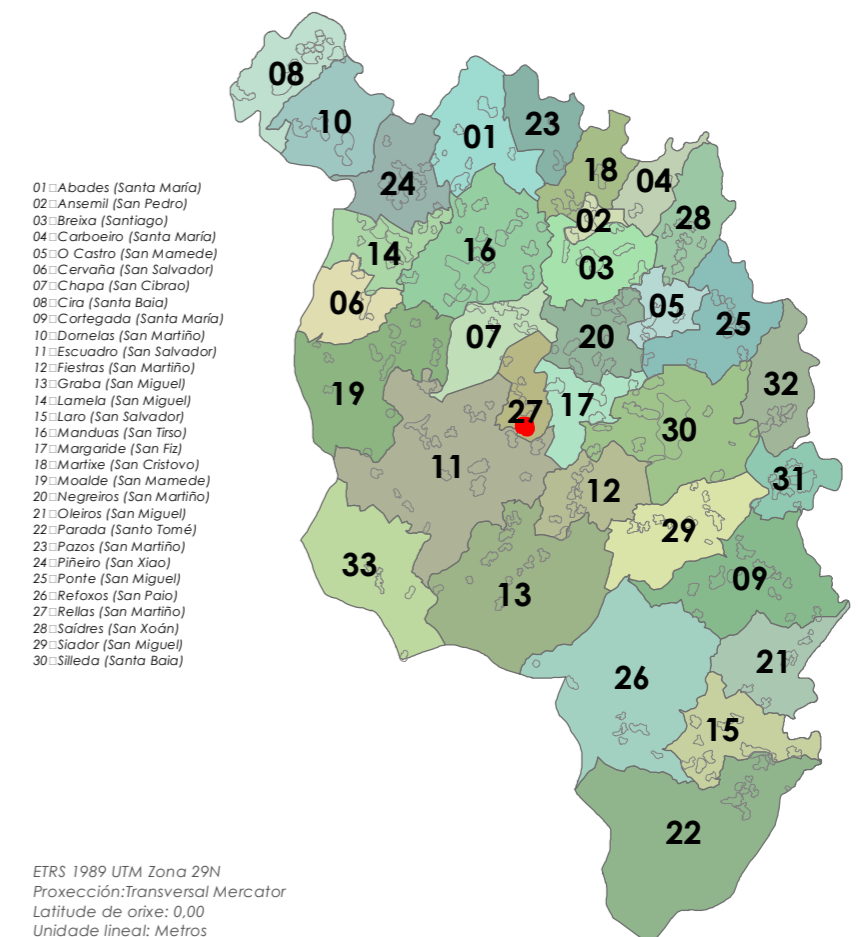 08
10
01
23
24
18
04
02
28
14
16
03
06
05
25
07
20
32
19
27
17
30
11
31
12
29
33
13
09
21
26
15
22
01□Abades (Santa María)
02□Ansemil (San Pedro)
03□Breixa (Santiago)
04□Carboeiro (Santa María)
05□O Castro (San Mamede)
06□Cervaña (San Salvador)
07□Chapa (San Cibrao)
08□Cira (Santa Baia)
09□Cortegada (Santa María)
10□Dornelas (San Martiño)
11□Escuadro (San Salvador)
12□Fiestras (San Martiño)
13□Graba (San Miguel)
14□Lamela (San Miguel)
15□Laro (San Salvador)
16□Manduas (San Tirso)
17□Margaride (San Fiz)
18□Martixe (San Cristovo)
19□Moalde (San Mamede)
20□Negreiros (San Martiño)
21□Oleiros (San Miguel)
22□Parada (Santo Tomé)
23□Pazos (San Martiño)
24□Piñeiro (San Xiao)
25□Ponte (San Miguel)
26□Refoxos (San Paio)
27□Rellas (San Martiño)
28□Saídres (San Xoán)
29□Siador (San Miguel)
30□Silleda (Santa Baia)
ETRS 1989 UTM Zona 29N
Proxección:Transversal Mercator
Latitude de orixe: 0,00
Unidade lineal: Metros